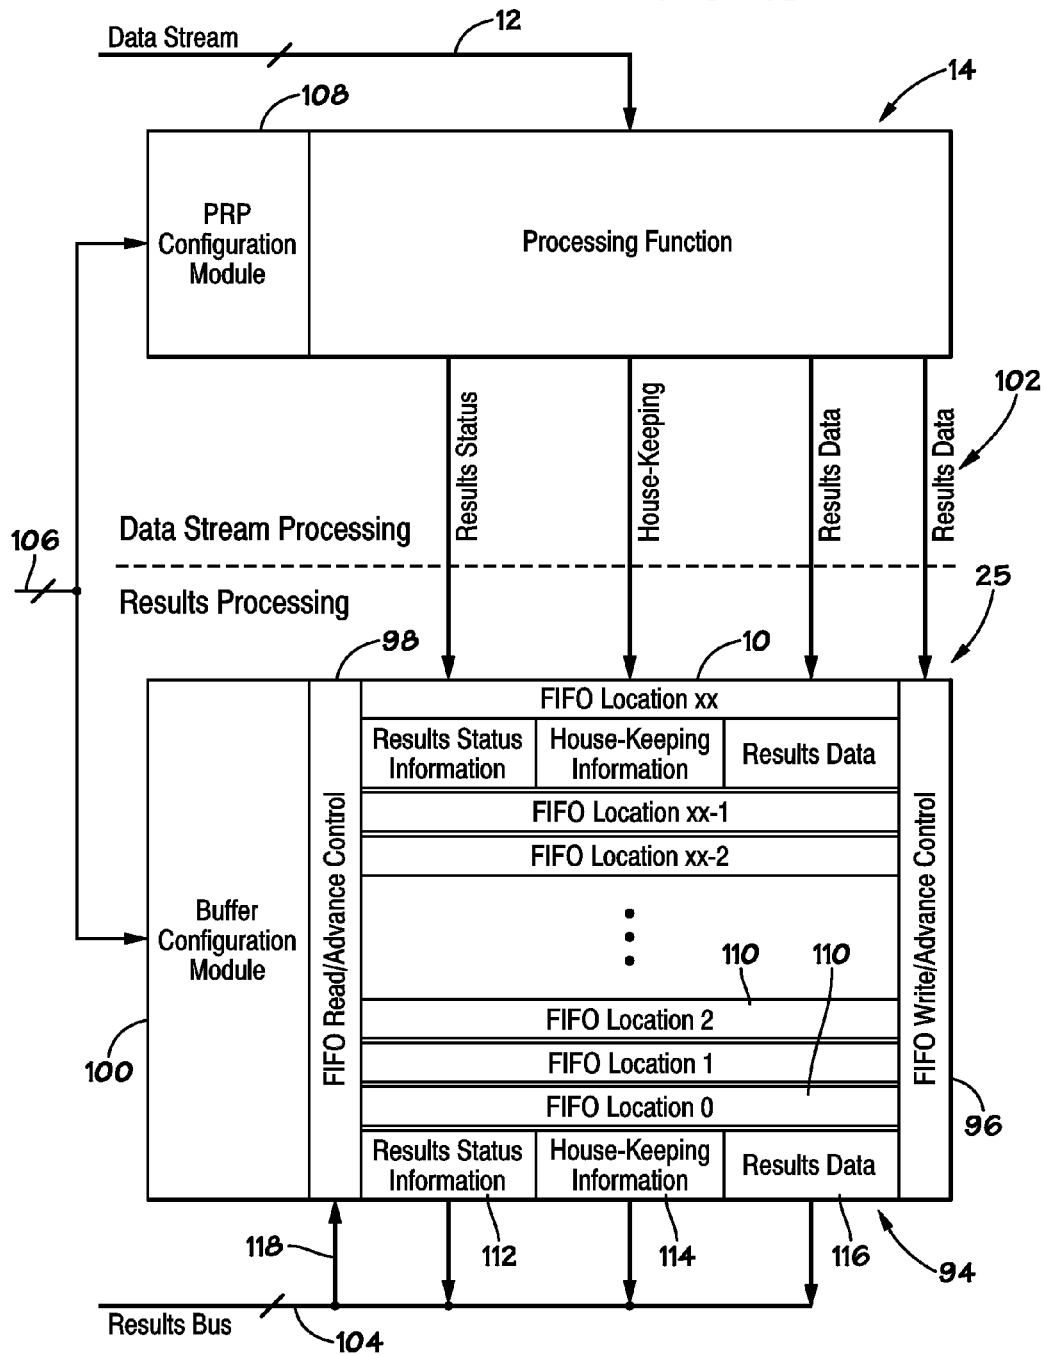 Data Stream
12
14
108
PRP
Configuration
Module
Processing Function
Results Status
House-Keeping
Results Data
Results Data
102
Data Stream Processing
106
Results Processing
25
98
10
FIFO Location xx
Results Status
Information
House-Keeping
Information
Results Data
FIFO Location xx-1
FIFO Location xx-2
FIFO Read/Advance Control
FIFO Write/Advance Control
Buffer
Configuration
Module
110
110
FIFO Location 2
FIFO Location 1
FIFO Location 0
100
96
Results Status
Information
House-Keeping
Information
Results Data
118
112
114
116
94
Results Bus
104